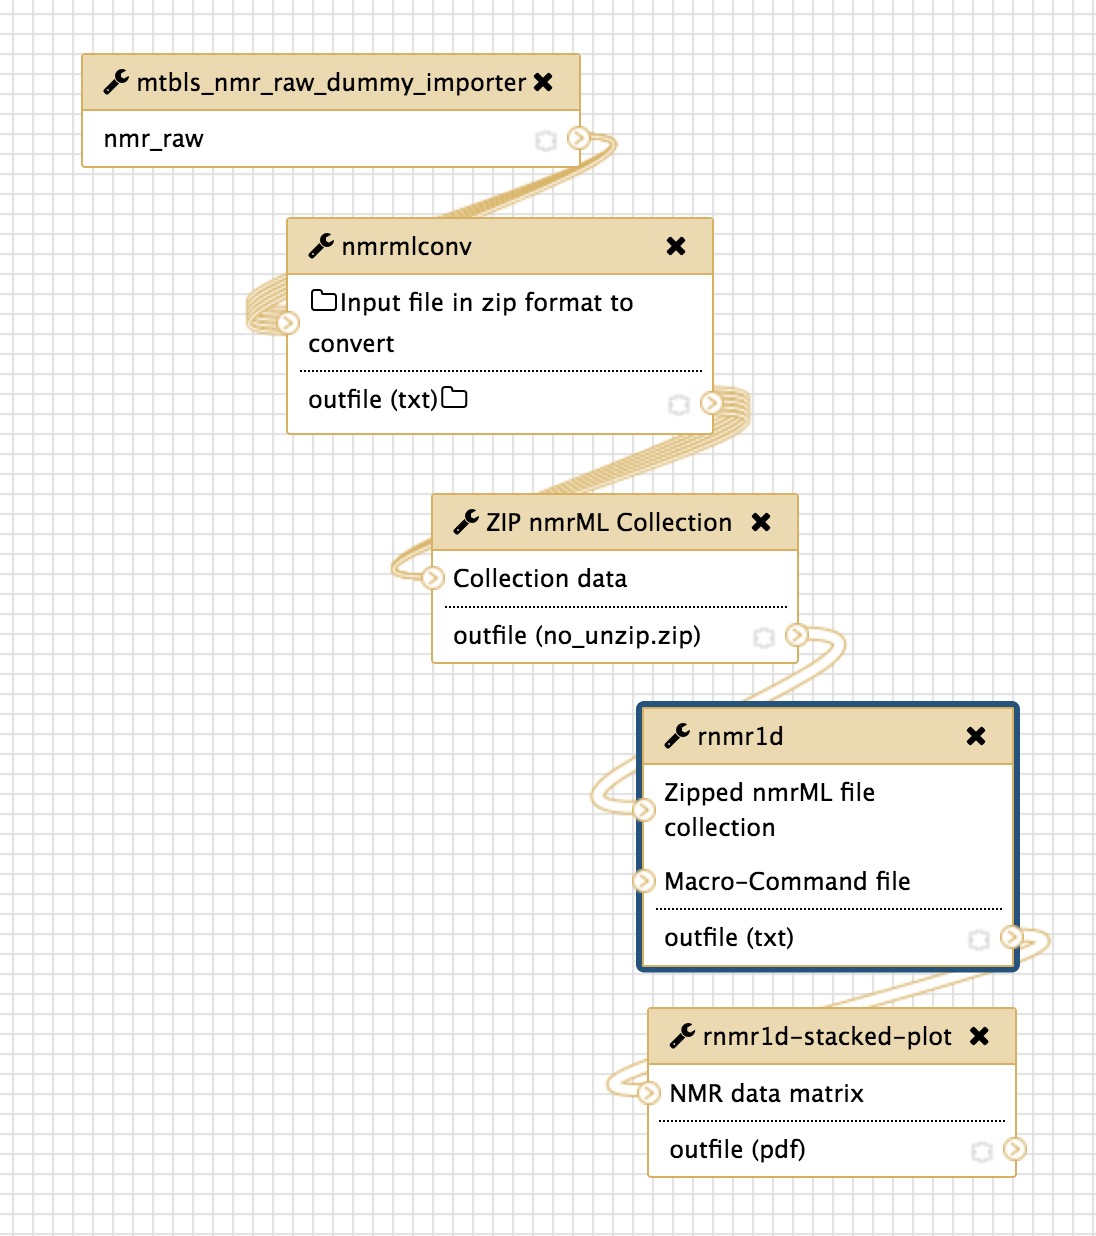 mtbls_nmr_raw_dummy_importer
nmr_raw
nmrmlconv
Input file in zip format to
convert
outfile (txt)
ZIP nmrML Collection
Collection data
outfile (no_unzip.zip)
rnmr1d
Zipped nmrML file
collection
Macro-Command file
outfile (txt)
rnmr1d-stacked-plot
NMR data matrix
outfile (pdf)